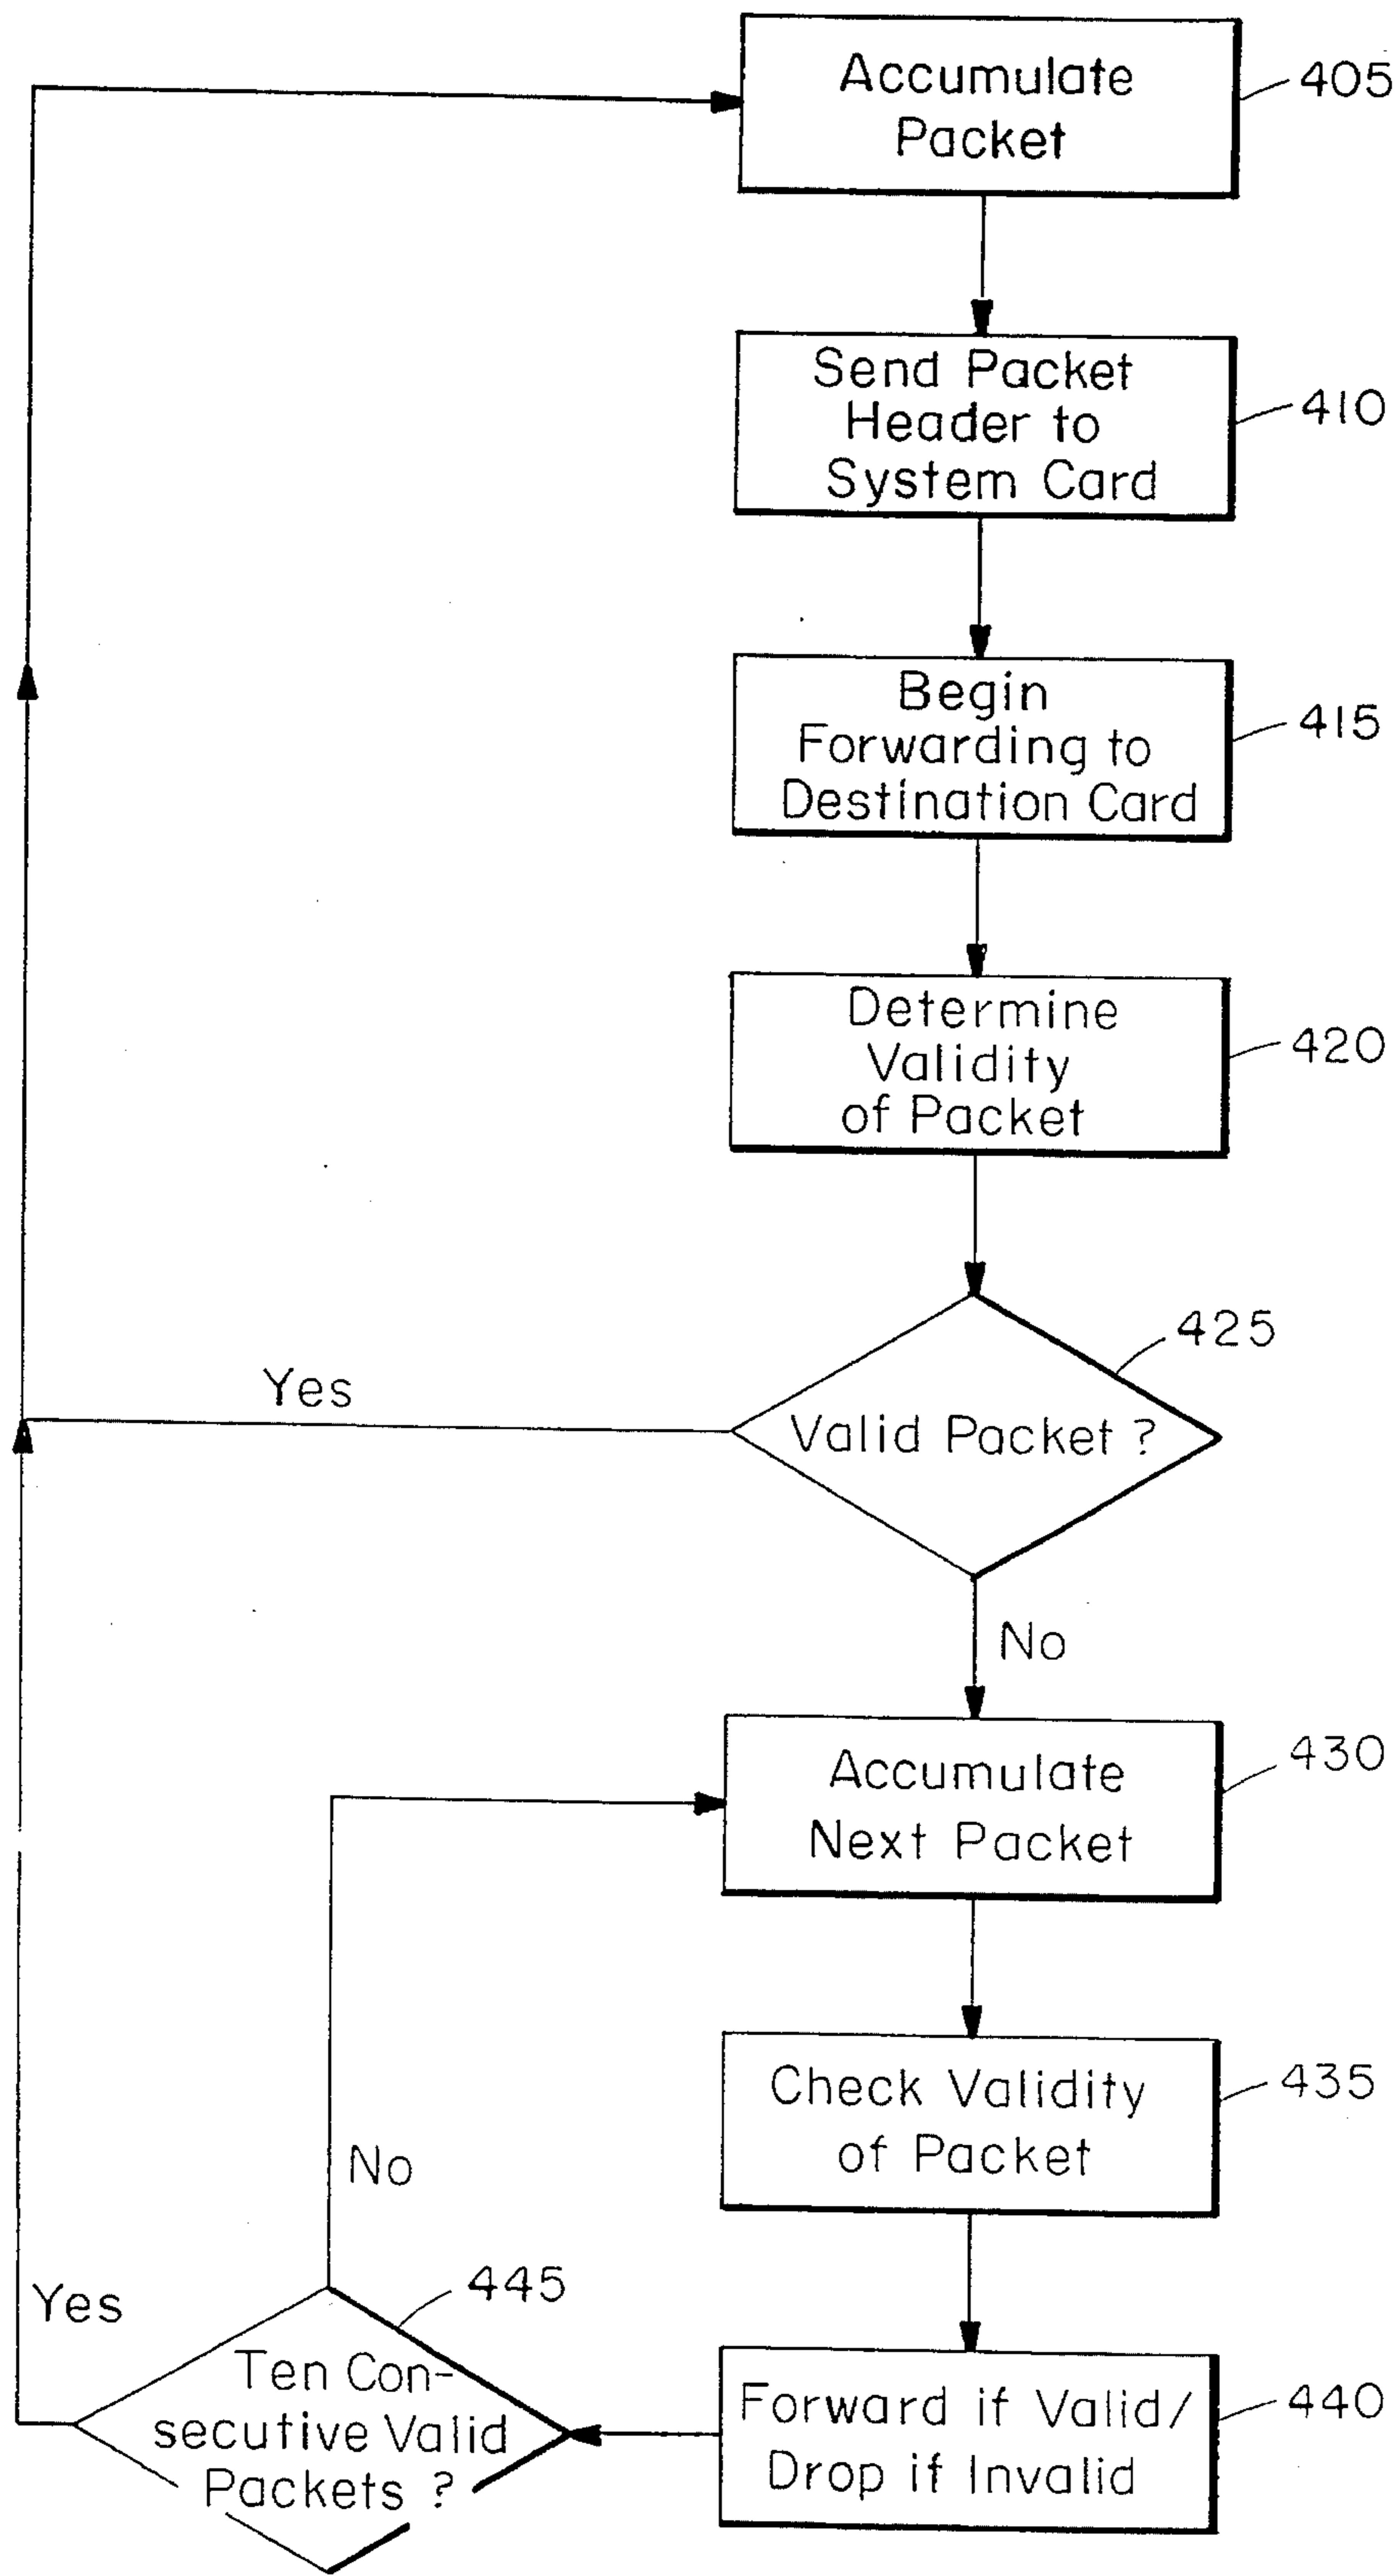 Accumulate
Packet
405
Send Packet
Header to
System Card
410
Begin
Forwarding to
Destination Card
415
Determine
Validity
of Packet
420
425
Yes
Valid Packet ?
No
Accumulate
Next Packet
430
Check Validity
of Packet
435
No
Yes
445
Ten Con-
secutive Valid
Packets ?
Forward if Valid/
Drop if Invalid
440